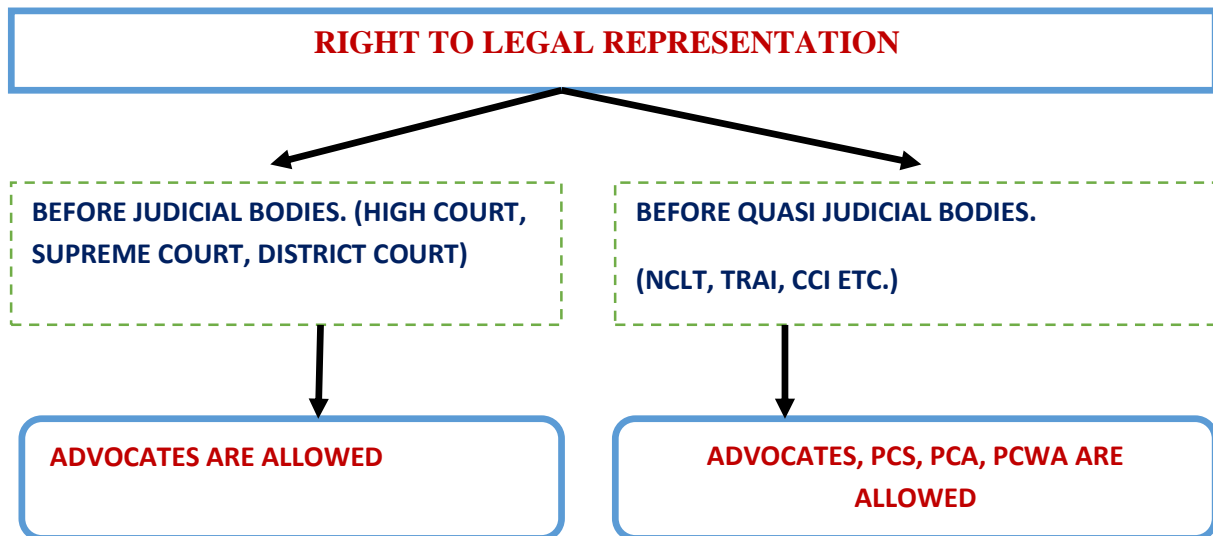 RIGHT TO LEGAL REPRESENTATION
BEFORE JUDICIAL BODIES. (HIGH COURT,
SUPREME COURT, DISTRICT COURT)
BEFORE QUASI JUDICIAL BODIES.
(NCLT, TRAI, CCI ETC.)
ADVOCATES ARE ALLOWED
ADVOCATES, PCS, PCA, PCWA ARE
ALLOWED